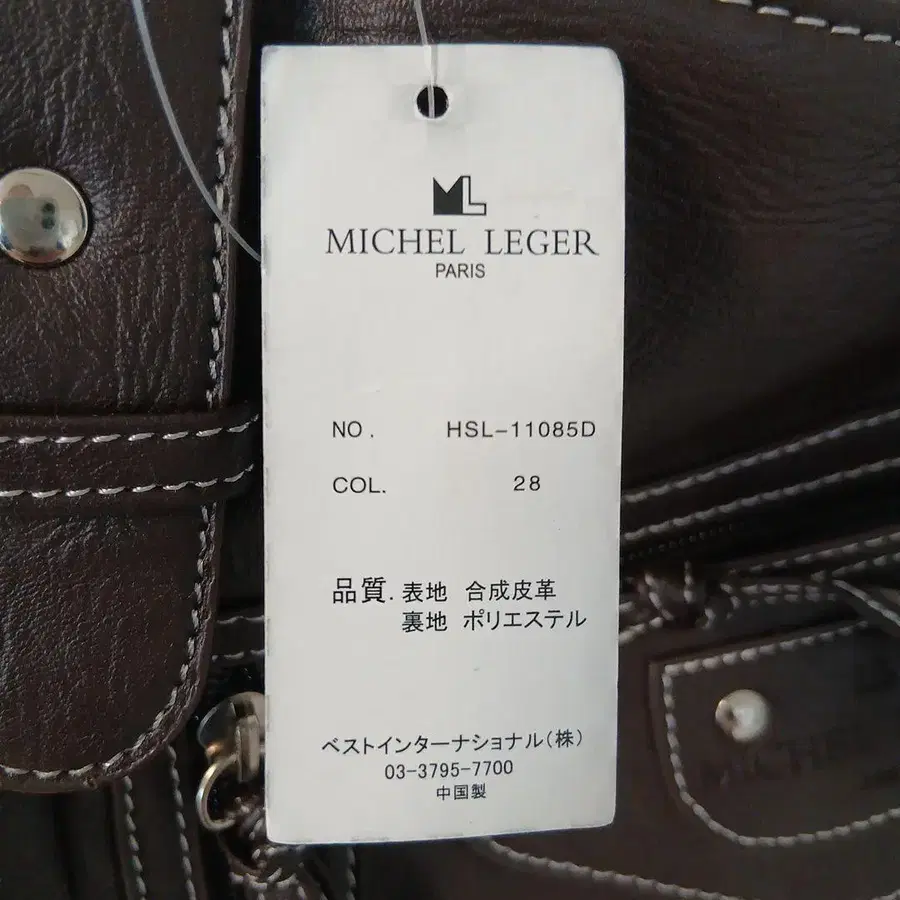 ML
MICHEL LEGER
PARIS
NO. HSL-11085D
COL. 28
品質. 表地 合成皮革
裏地 ポリエステル
ベストインターナショナル(株)
03-3795-7700
中国製
MICHE